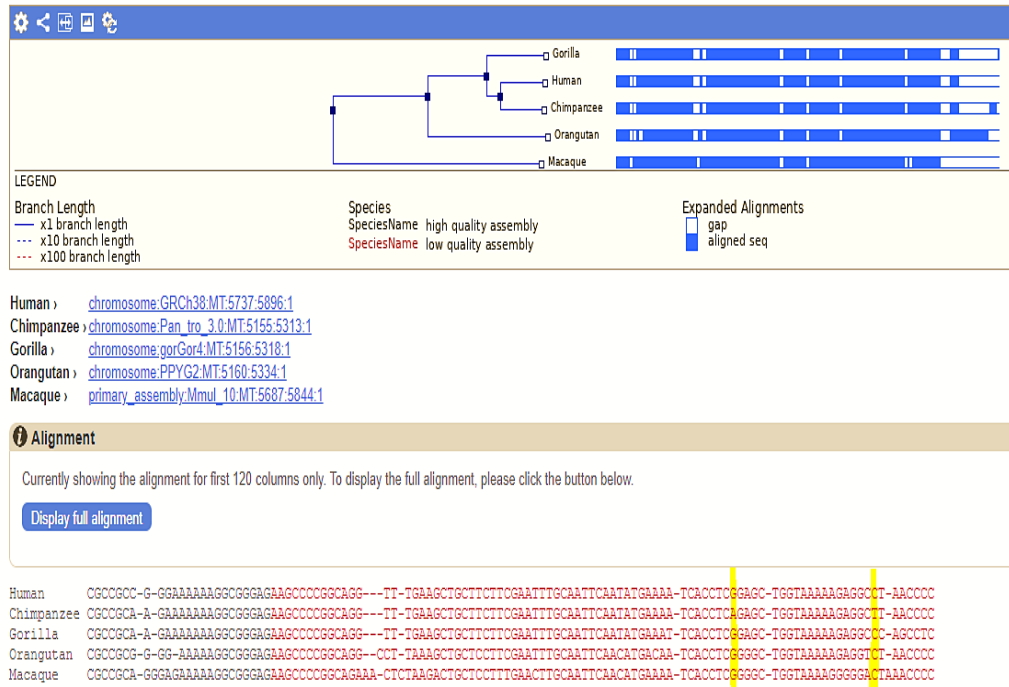 Gorilla
Human
Chimpanzee
Orangutan
Macaque
LEGEND
Branch Length Species Expanded Alignments
x1 branch length SpeciesName high quality assembly gap
x10 branch length SpeciesName low quality assembly aligned seq
x100 branch length
Human › chromosome:GRCh38:MT:5737:5896:1
Chimpanzee › chromosome:Pan_tro_3.0:MT:5155:5313:1
Gorilla › chromosome:gorGor4:MT:5156:5318:1
Orangutan › chromosome:PPYG2:MT:5160:5334:1
Macaque › primary_assembly:Mmul_10:MT:5687:5844:1
Alignment
Currently showing the alignment for first 120 columns only. To display the full alignment, please click the button below.
Display full alignment
Human CGCCGCC-G-GGAAAAAAGGCGGGAGAAGCCCCGGCAGG---TT-TGAAGCTGCTTCTTCGAATTTGCAATTCAATATGAAAA-TCACCTCGGAGC-TGGTAAAAAGAGGCCT-AACCCC
Chimpanzee CGCCGCA-A-GAAAAAAAGGCGGGAGAAGCCCCGGCAGG---TT-TGAAGCTGCTTCTTCGAATTTGCAATTCAATATGAAAA-TCACCTCAGAGC-TGGTAAAAAGAGGCTT-AACCCC
Gorilla CGCCGCA-A-GAAAAAAAGGCGGGAGAAGCCCCGGCAGG---TT-TGAAGCTGCTTCTTCGAATTTGCAATTCAATATGAAAT-TCACCTCGGAGC-TGGTAAAAAGAGGCCC-AGCCTC
Orangutan CGCCGCG-G-GG-AAAAAGGCGGGAGAAGCCCCGGCAGG--CCT-TAAAGCTGCTCCTTCGAATTTGCAATTCAACATGACAA-TCACCTCGGGGC-TGGTAAAAAGAGGTCT-AACCCC
Macaque CGCCGCA-GGGAGAAAAAGGCGGGAGAAGCCCCGGCAGAAA-CTCTAAGACTGCTCCTTTGAACTTGCAATTCAACATGAAAA-TCACCTCGGGGC-TGGTAAAAAGGGGGACTAAACCCC